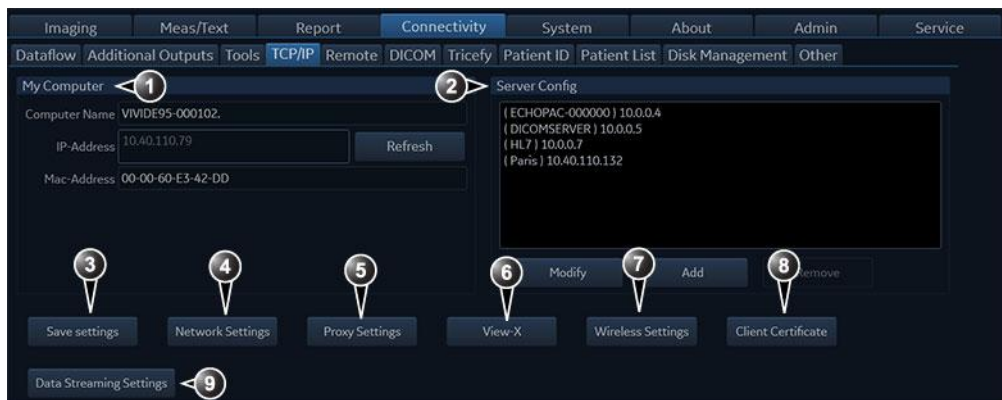 Imaging Meas/Text Report Connectivity System About Admin Service
Dataflow Additional Outputs Tools TCP/IP Remote DICOM Tricefy Patient ID Patient List Disk Management Other
My Computer 1 2 Server Config
Computer Name VIVIDE95-000102.
IP-Address 10.40.110.79 Refresh
Mac-Address 00-00-60-E3-42-DD
( ECHOPAC-000000 ) 10.0.0.4
( DICOMSERVER ) 10.0.0.5
( HL7 ) 10.0.0.7
( Paris ) 10.40.110.132
3 4 5 6 7 8
Modify Add Remove
Save settings Network Settings Proxy Settings View-X Wireless Settings Client Certificate
Data Streaming Settings 9